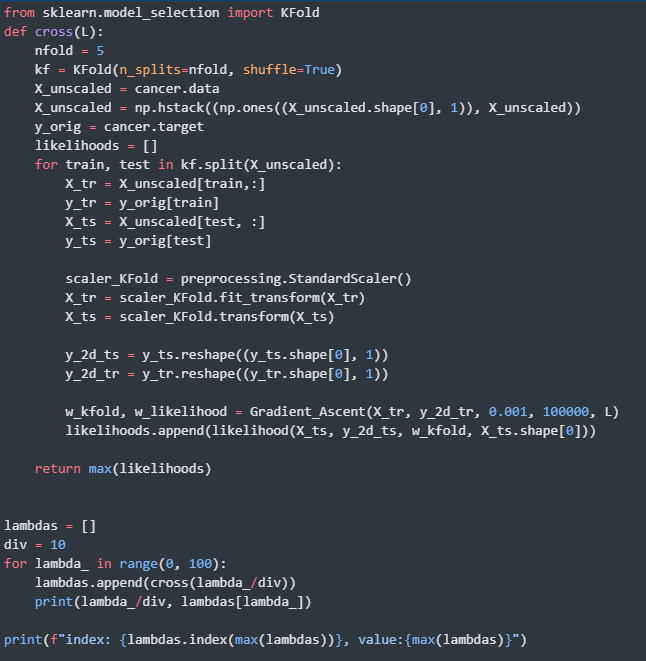 from sklearn.model_selection import KFold
def cross(L):
    nfold = 5
    kf = KFold(n_splits=nfold, shuffle=True)
    X_unscaled = cancer.data
    X_unscaled = np.hstack((np.ones((X_unscaled.shape[0], 1)), X_unscaled))
    y_orig = cancer.target
    likelihoods = []
    for train, test in kf.split(X_unscaled):
        X_tr = X_unscaled[train,:]
        y_tr = y_orig[train]
        X_ts = X_unscaled[test, :]
        y_ts = y_orig[test]

        scaler_KFold = preprocessing.StandardScaler()
        X_tr = scaler_KFold.fit_transform(X_tr)
        X_ts = scaler_KFold.transform(X_ts)

        y_2d_ts = y_ts.reshape((y_ts.shape[0], 1))
        y_2d_tr = y_tr.reshape((y_tr.shape[0], 1))

        w_kfold, w_likelihood = Gradient_Ascent(X_tr, y_2d_tr, 0.001, 100000, L)
        likelihoods.append(likelihood(X_ts, y_2d_ts, w_kfold, X_ts.shape[0]))

    return max(likelihoods)


lambdas = []
div = 10
for lambda_ in range(0, 100):
    lambdas.append(cross(lambda_/div))
    print(lambda_/div, lambdas[lambda_])

print(f"index: {lambdas.index(max(lambdas))}, value:{max(lambdas)}")